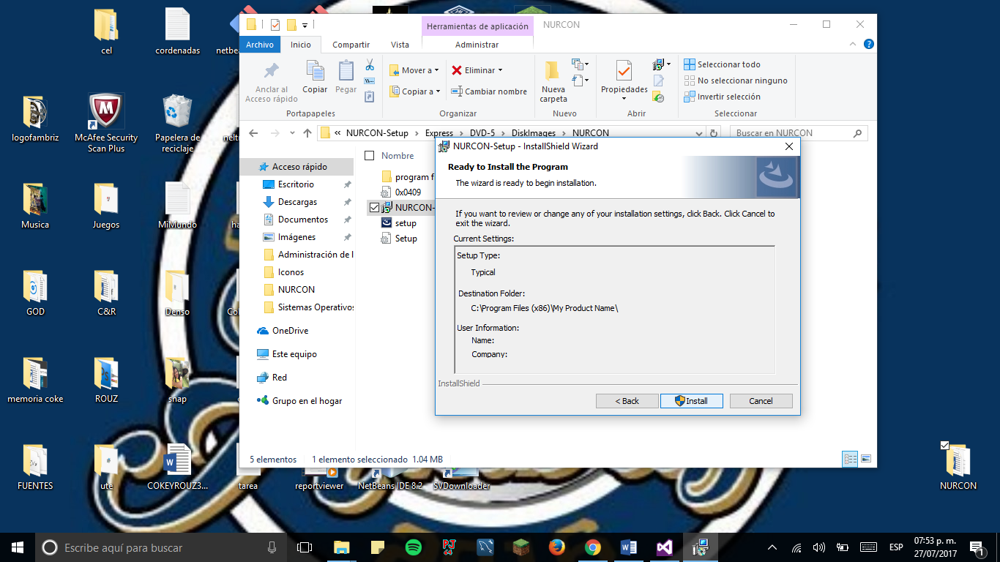 cel
cordenadas
netbea
logofambriz
McAfee Security
Scan Plus
Papelera de
reciclaje
Musica
Juegos
MiMundo
GOD
C&R
Denso
memoria coke
ROUZ
snap
FUENTES
ute
COKEYROUZ3...
tarea
reportviewer
NetBeans IDE 8.2
SVDownloader
NURCON
Herramientas de aplicación
NURCON
Archivo
Inicio
Compartir
Vista
Administrar
Anclar al
Acceso rápido
Copiar
Pegar
Portapapeles
Mover a
Copiar a
Eliminar
Cambiar nombre
Organizar
Nueva
carpeta
Nuevo
Propiedades
Abrir
Seleccionar todo
No seleccionar ninguno
Invertir selección
Seleccionar
« NURCON-Setup > Express > DVD-5 > DiskImages > NURCON
Buscar en NURCON
Acceso rápido
Escritorio
Descargas
Documentos
Imágenes
Administración de l
Iconos
NURCON
Sistemas Operativos
OneDrive
Este equipo
Red
Grupo en el hogar
Nombre
program f
0x0409
NURCON-
setup
Setup
5 elementos
1 elemento seleccionado 1.04 MB
NURCON-Setup - InstallShield Wizard
Ready to Install the Program
The wizard is ready to begin installation.
If you want to review or change any of your installation settings, click Back. Click Cancel to
exit the wizard.
Current Settings:
Setup Type:
Typical
Destination Folder:
C:\Program Files (x86)\My Product Name\
User Information:
Name:
Company:
InstallShield
< Back
Install
Cancel
Escribe aquí para buscar
ESP
07:53 p. m.
27/07/2017
1